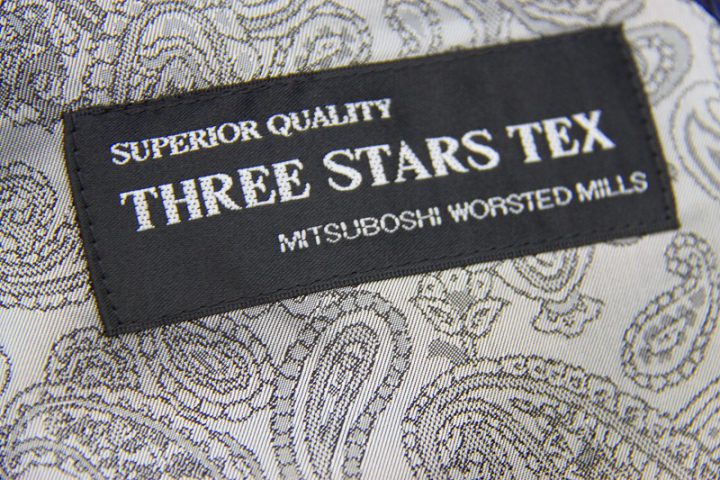 SUPERIOR QUALITY
THREE STARS TEX
MITSUBOSHI WORSTED MILLS